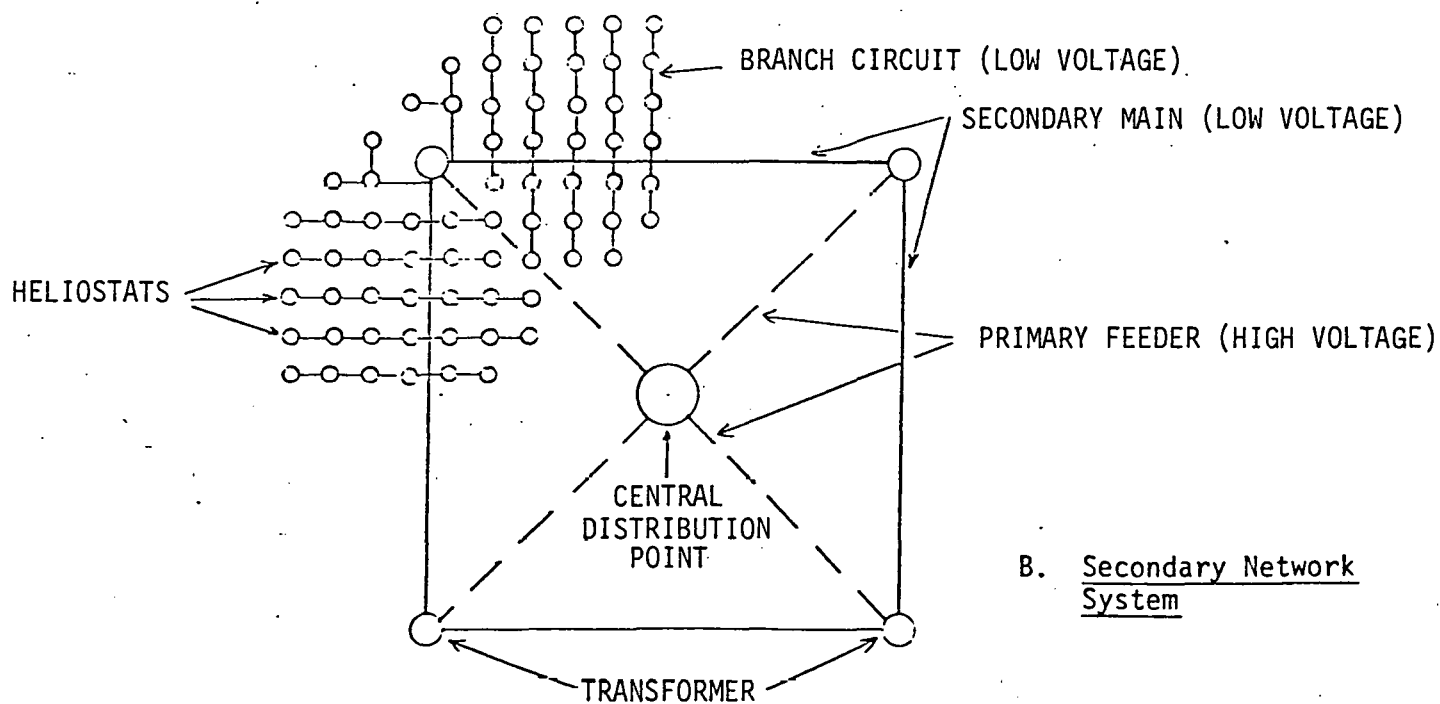 BRANCH CIRCUIT (LOW VOLTAGE)
SECONDARY MAIN (LOW VOLTAGE)
HELIOSTATS
PRIMARY FEEDER (HIGH VOLTAGE)
CENTRAL
DISTRIBUTION
POINT
B. Secondary Network
System
TRANSFORMER